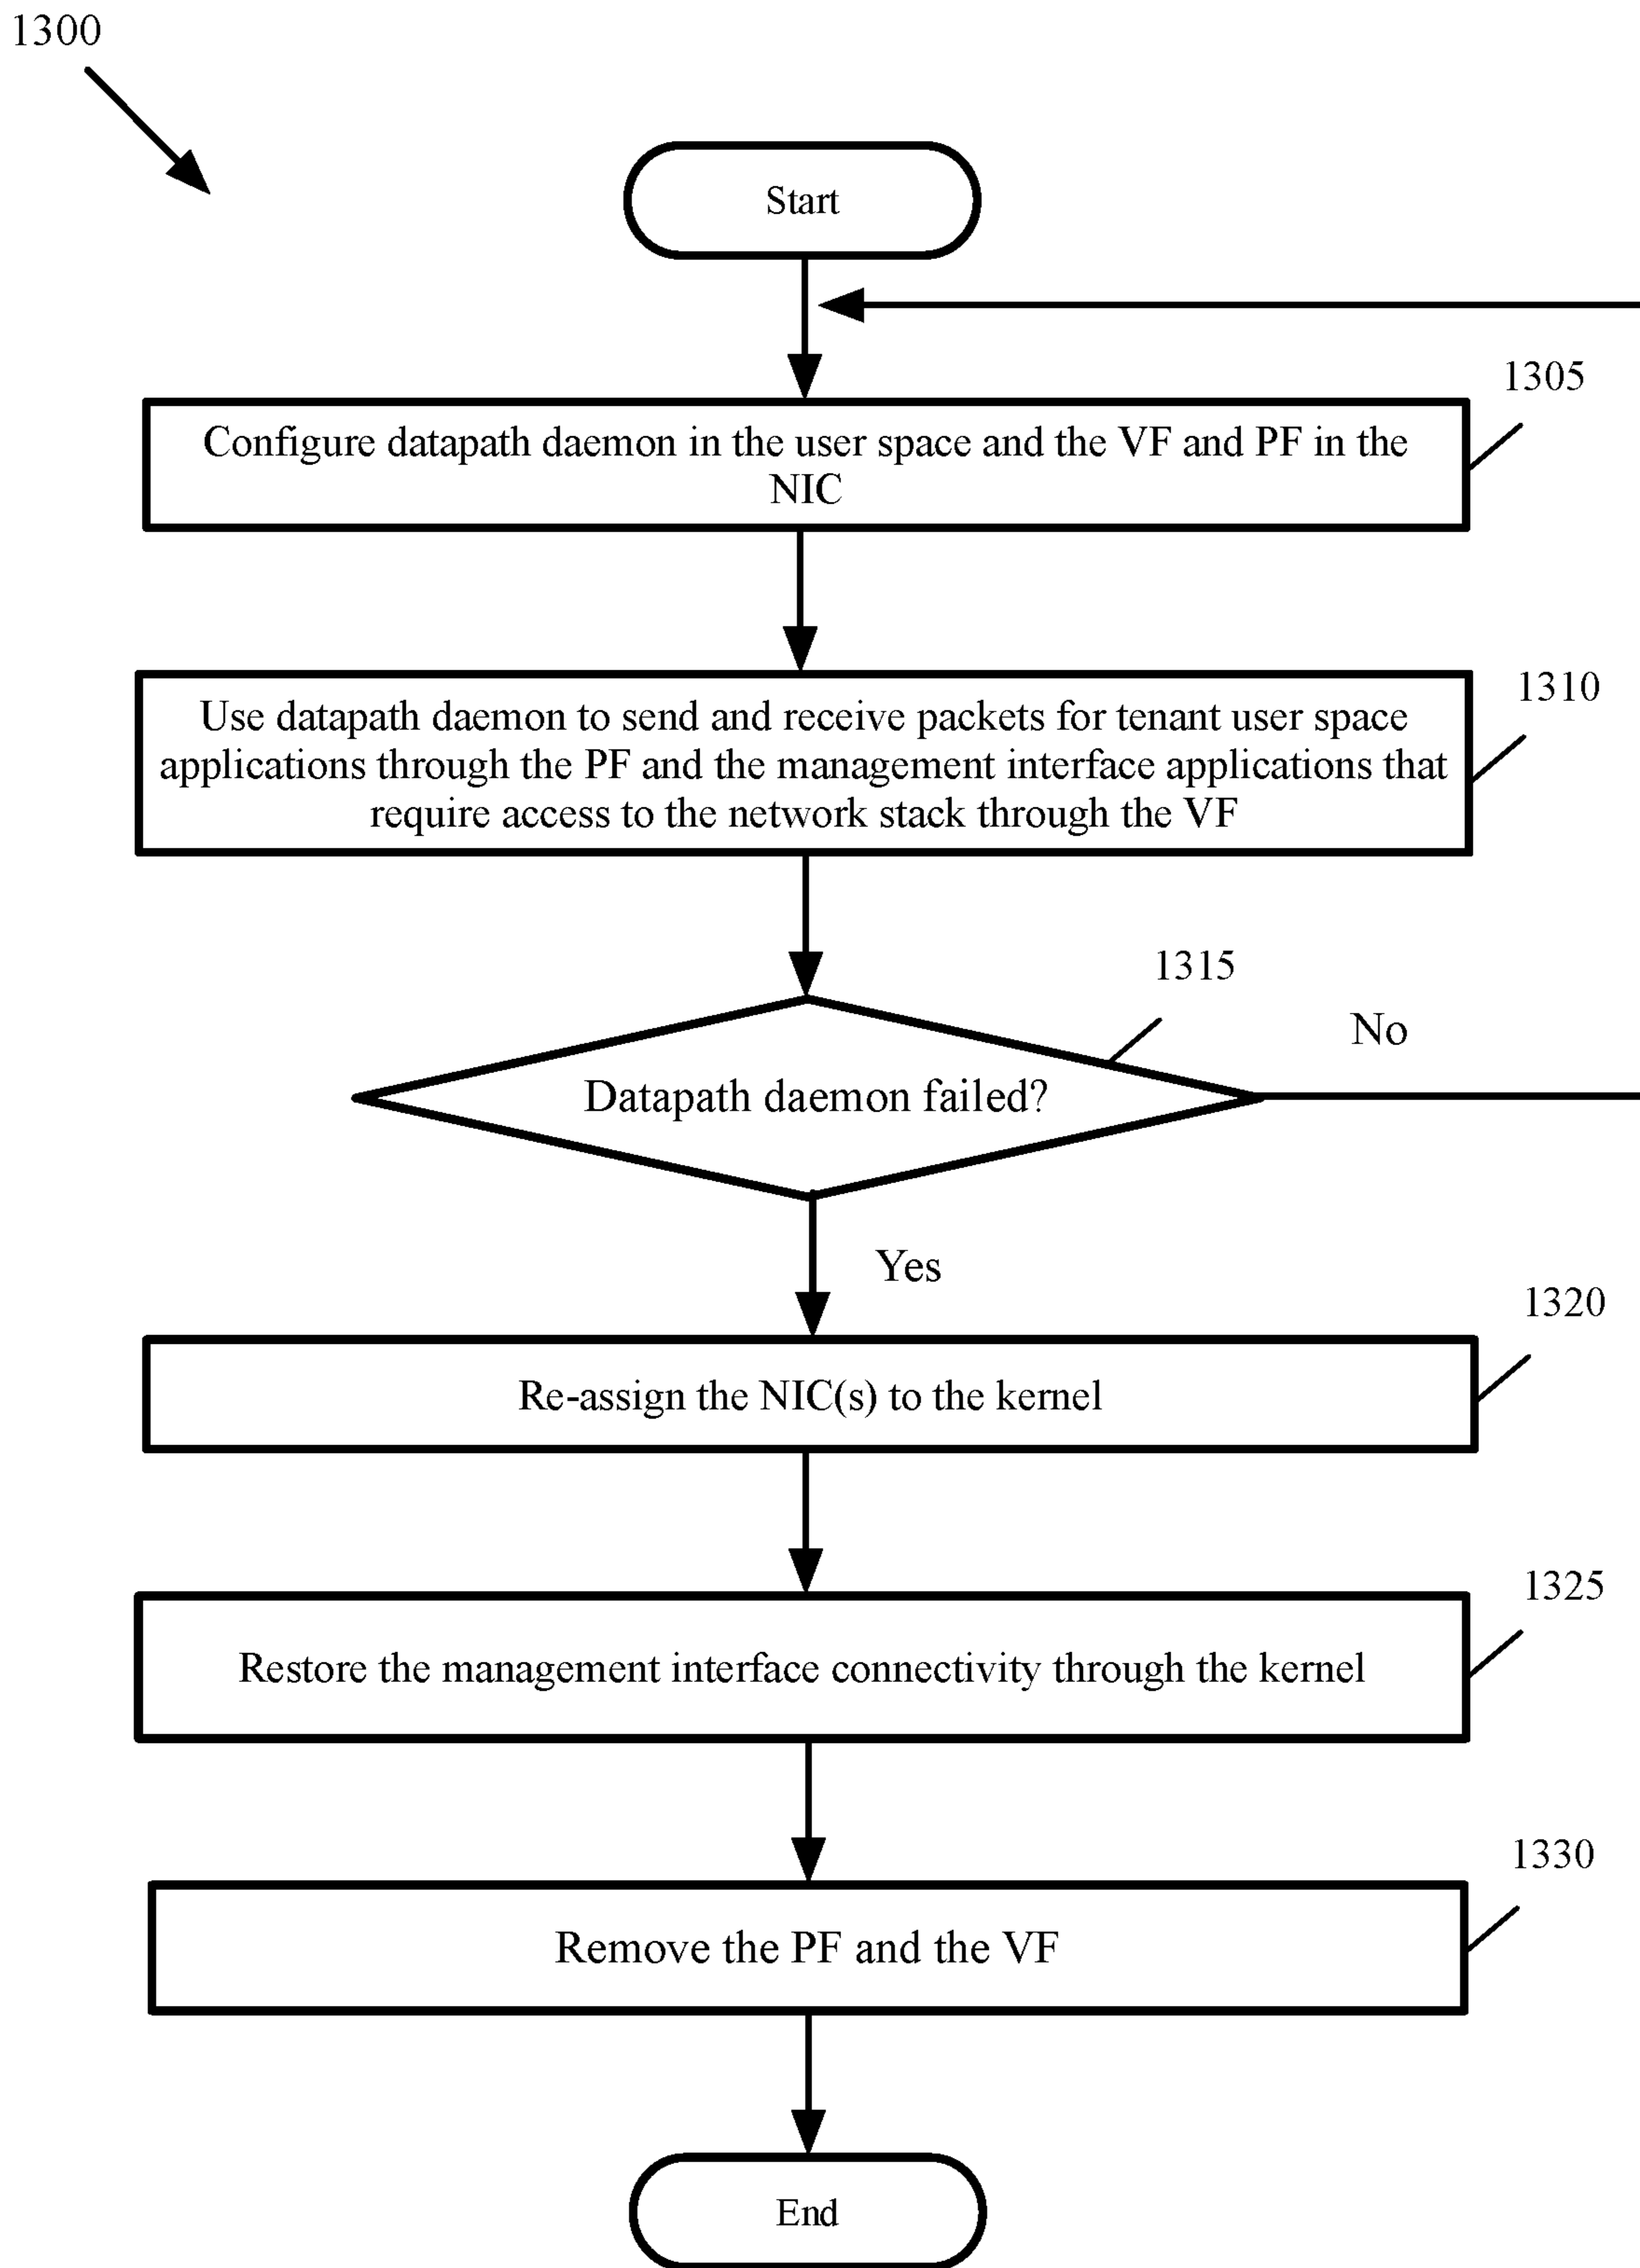 1300
Start
1305
Configure datapath daemon in the user space and the VF and PF in the
NIC
1310
Use datapath daemon to send and receive packets for tenant user space
applications through the PF and the management interface applications that
require access to the network stack through the VF
1315
No
Datapath daemon failed?
Yes
1320
Re-assign the NIC(s) to the kernel
1325
Restore the management interface connectivity through the kernel
1330
Remove the PF and the VF
End